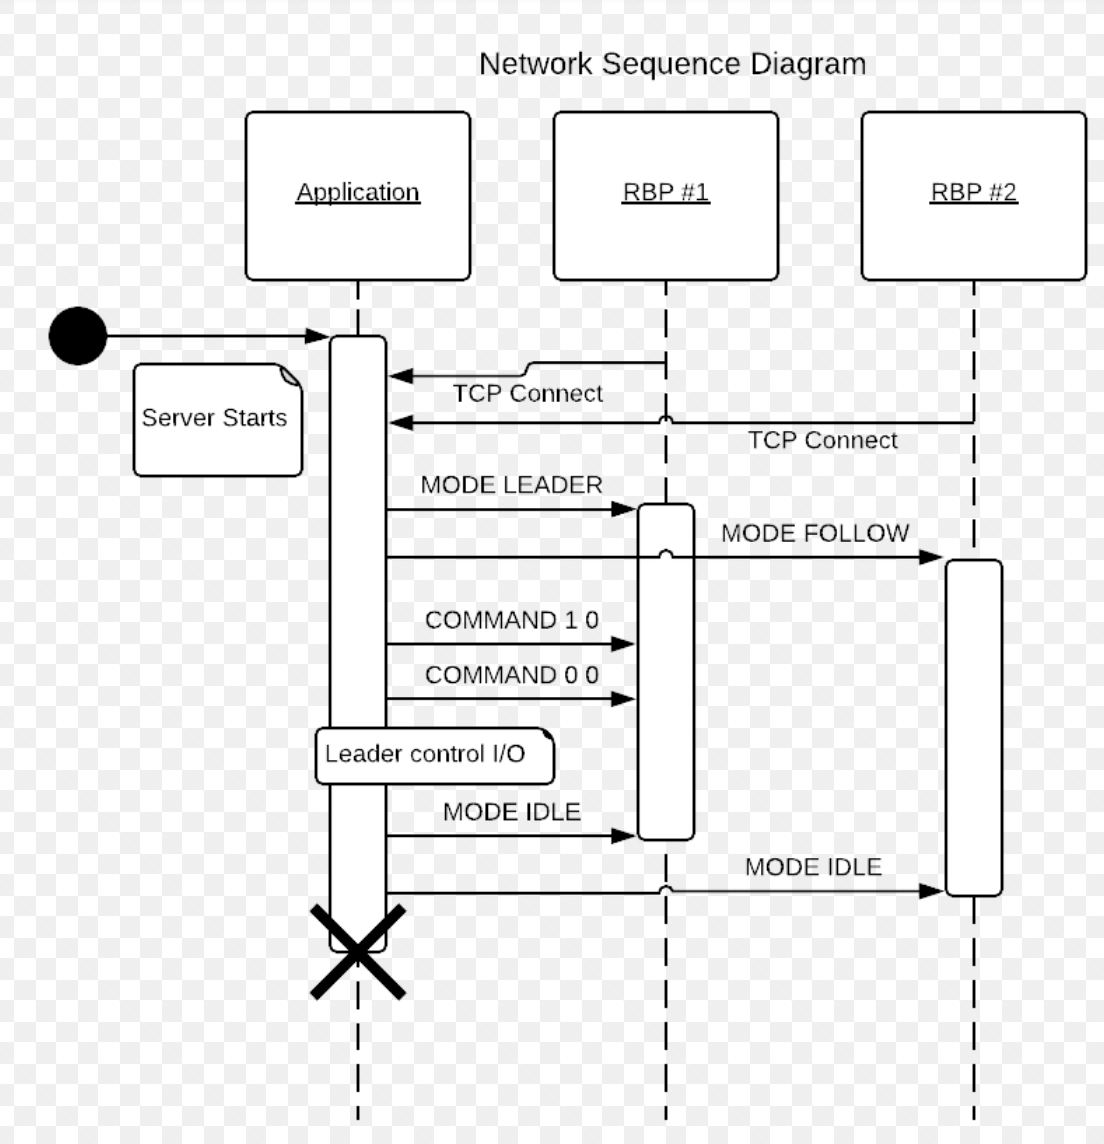 Network Sequence Diagram
Application
RBP #1
RBP #2
Server Starts
TCP Connect
TCP Connect
MODE LEADER
MODE FOLLOW
COMMAND 1 0
COMMAND 0 0
Leader control I/O
MODE IDLE
MODE IDLE